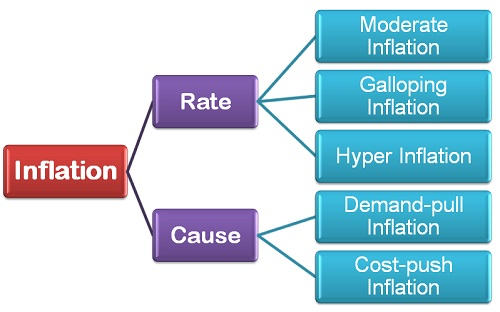 Moderate
Inflation
Rate
Galloping
Inflation
Hyper Inflation
Inflation
Cause
Demand-pull
Inflation
Cost-push
Inflation